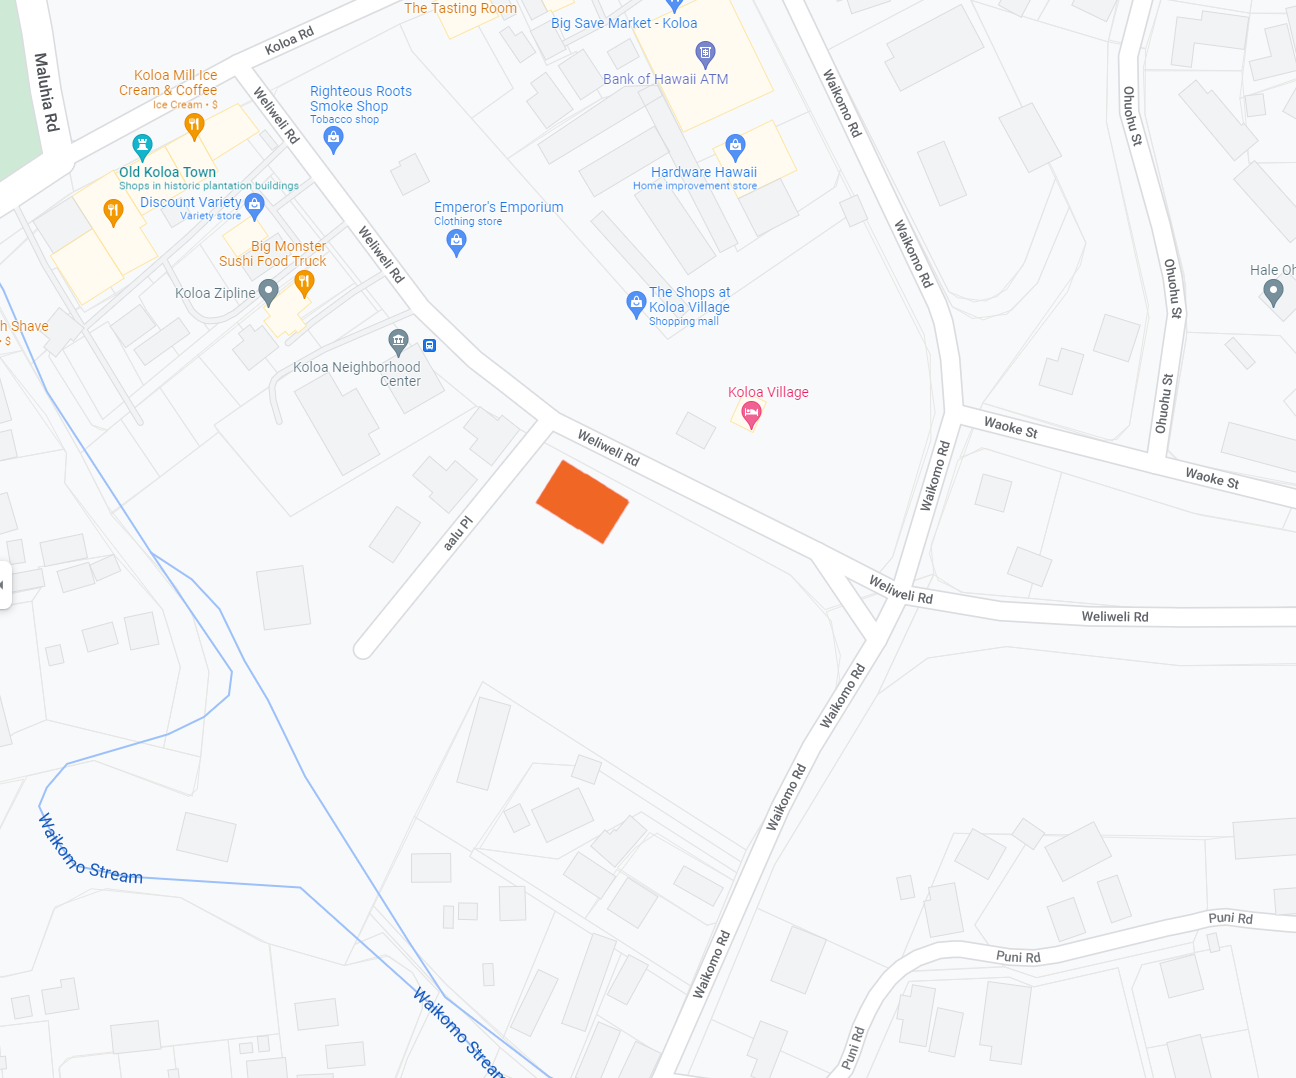 The Tasting Room
Big Save Market - Koloa
Koloa Rd
Maluhia Rd
Koloa Mill Ice
Cream & Coffee
Ice Cream • $
Weliweli Rd
Righteous Roots
Smoke Shop
Tobacco shop
Bank of Hawaii ATM
Waikomo Rd
Ohuohu St
Old Koloa Town
Shops in historic plantation buildings
Discount Variety
Variety store
Hardware Hawaii
Home improvement store
Emperor's Emporium
Clothing store
Big Monster
Sushi Food Truck
Weliweli Rd
Waikomo Rd
Ohuohu St
Hale Oh
Koloa Zipline
The Shops at
Koloa Village
Shopping mall
h Shave
• $
Koloa Neighborhood
Center
Koloa Village
Ohuohu St
Waoke St
Weliweli Rd
Waikomo Rd
Waoke St
aalu Pl
Weliweli Rd
Weliweli Rd
Waikomo Rd
Waikomo Rd
Waikomo Stream
Puni Rd
Waikomo Rd
Puni Rd
Waikomo Stream
Puni Rd